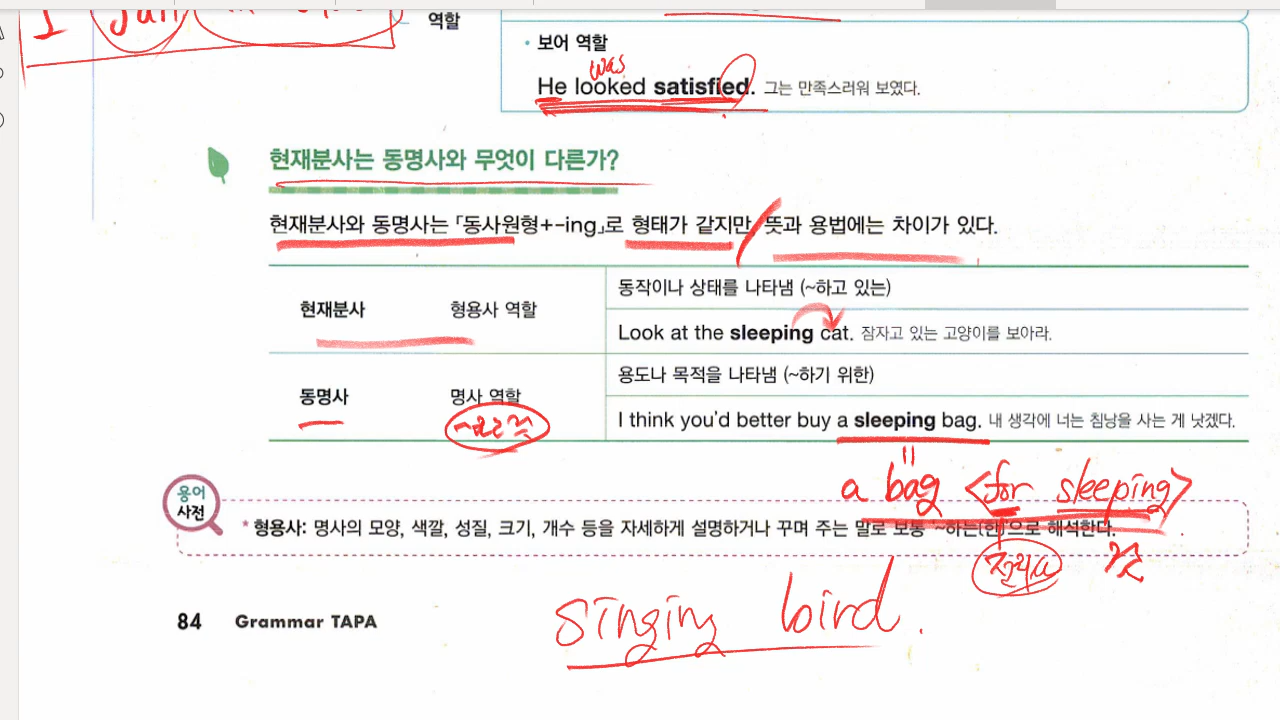 I
역할
• 보어 역할
was
He looked satisfied. 그는 만족스러워 보였다.
현재분사는 동명사와 무엇이 다른가?
현재분사와 동명사는 「동사원형+-ing」로 형태가 같지만, 뜻과 용법에는 차이가 있다.
현재분사 형용사 역할
동작이나 상태를 나타냄 (~하고 있는)
Look at the sleeping cat. 잠자고 있는 고양이를 보아라.
동명사 명사 역할
용도나 목적을 나타냄 (~하기 위한)
I think you'd better buy a sleeping bag. 내 생각에 너는 침낭을 사는 게 낫겠다.
a bag <for sleeping>
전치사
것
용어
사전
* 형용사: 명사의 모양, 색깔, 성질, 크기, 개수 등을 자세하게 설명하거나 꾸며 주는 말로 보통 '~하는(한)'으로 해석한다.
singing bird.
84 Grammar TAPA